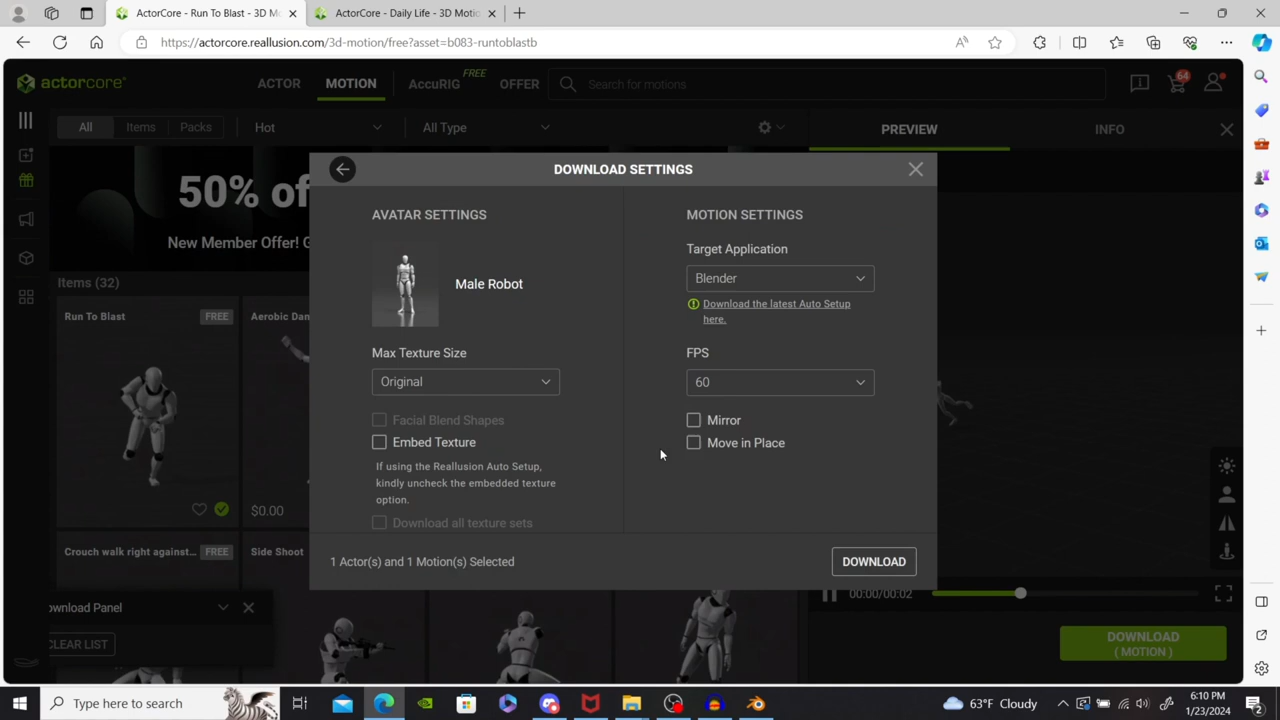 ActorCore - Run To Blast - 3D Mo
ActorCore - Daily Life - 3D Motio
https://actorcore.reallusion.com/3d-motion/free?asset=b083-runtoblastb
actorcore
ACTOR
MOTION
AccuRIG
FREE
OFFER
Search for motions
64
All
Items
Packs
Hot
All Type
PREVIEW
INFO
50% of
New Member Offer! G
Items (32)
Run To Blast
FREE
Aerobic Dan
$0.00
Crouch walk right against...
FREE
Side Shoot
ownload Panel
CLEAR LIST
DOWNLOAD SETTINGS
AVATAR SETTINGS
Male Robot
Max Texture Size
Original
Facial Blend Shapes
Embed Texture
If using the Reallusion Auto Setup,
kindly uncheck the embedded texture
option.
Download all texture sets
MOTION SETTINGS
Target Application
Blender
Download the latest Auto Setup
here.
FPS
60
Mirror
Move in Place
1 Actor(s) and 1 Motion(s) Selected
DOWNLOAD
00:00/00:02
DOWNLOAD
( MOTION )
Type here to search
63°F Cloudy
6:10 PM
1/23/2024
2